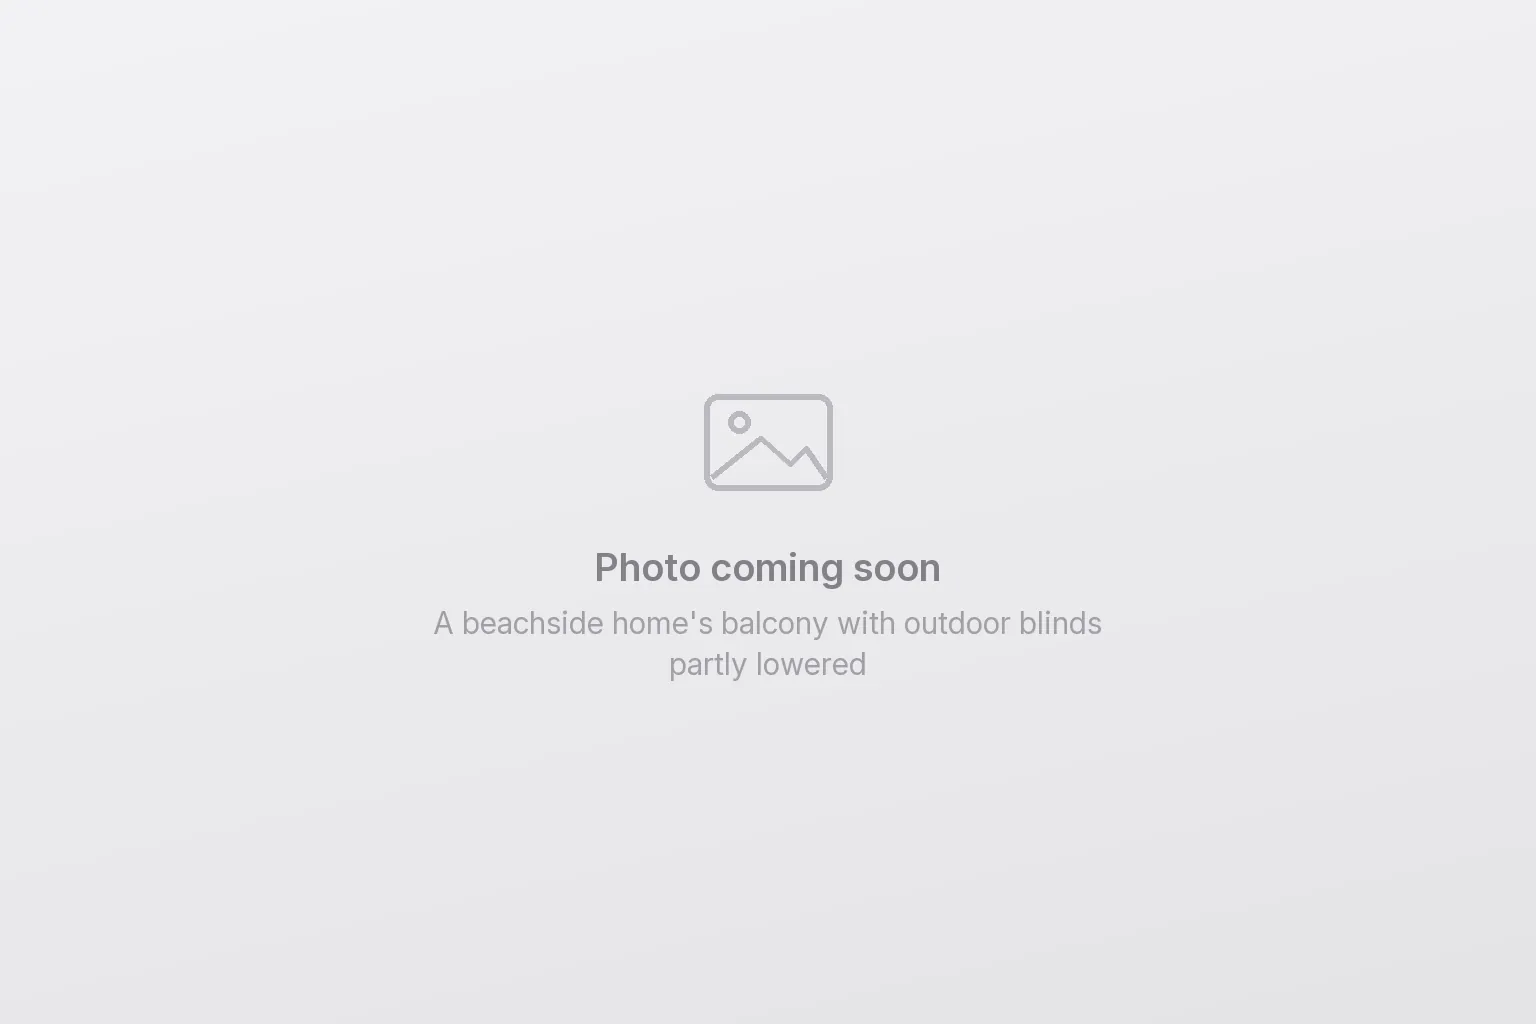 Photo coming soon
A beachside home's balcony with outdoor blinds
partly lowered